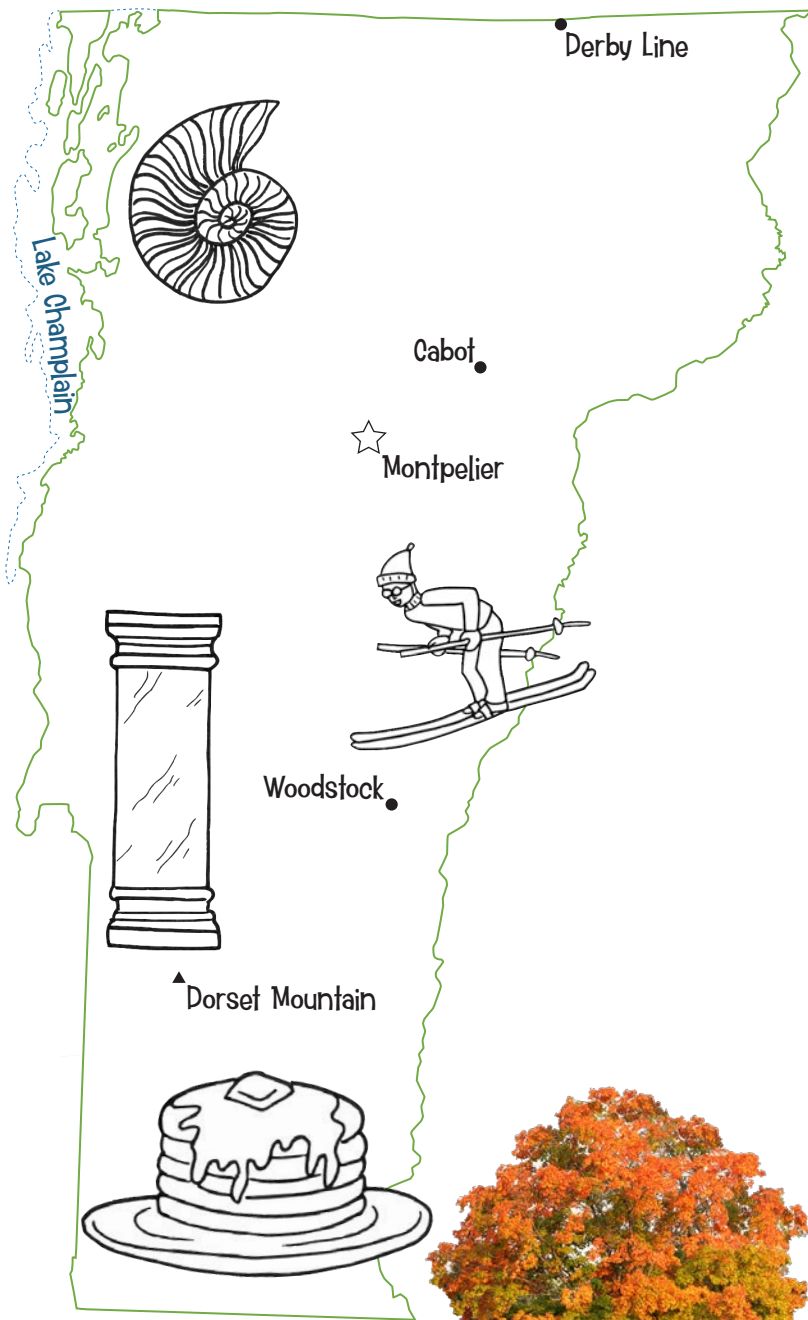 Derby Line
Lake Champlain
Cabot
Montpelier
Woodstock
Dorset Mountain